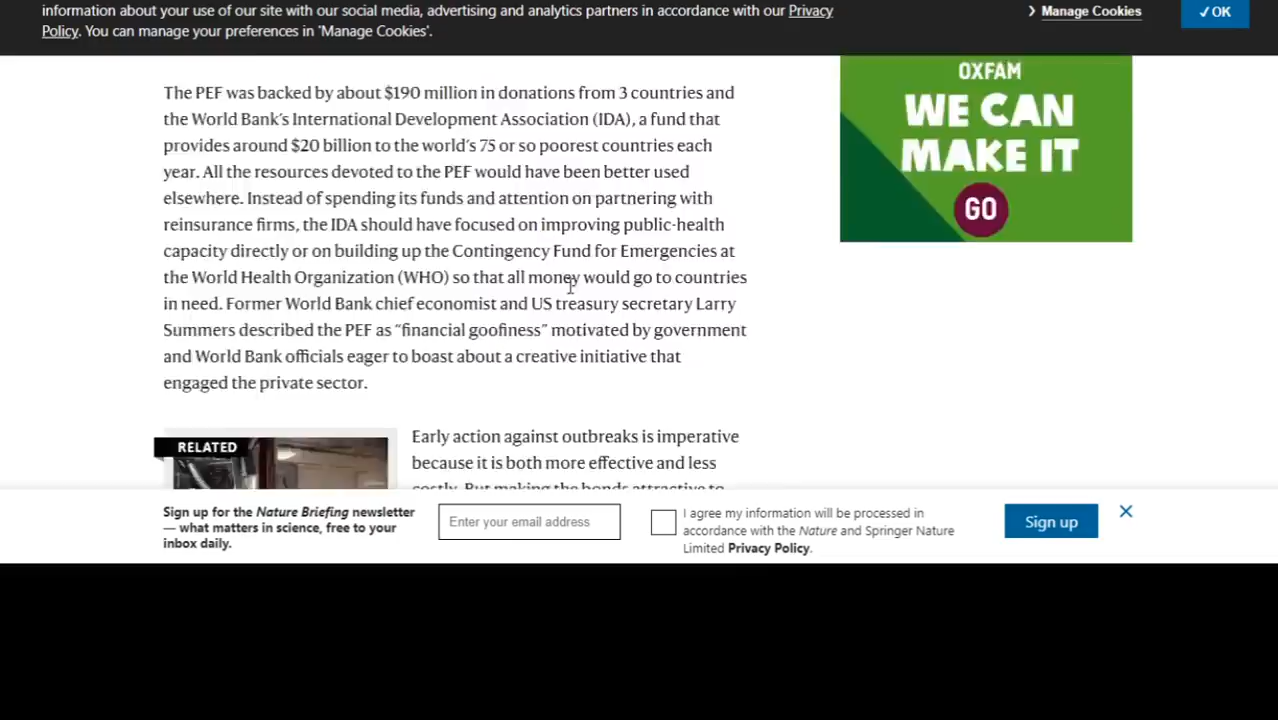 information about your use of our site with our social media, advertising and analytics partners in accordance with our Privacy
Policy. You can manage your preferences in 'Manage Cookies'.
Manage Cookies
✓OK
The PEF was backed by about $190 million in donations from 3 countries and
the World Bank's International Development Association (IDA), a fund that
provides around $20 billion to the world's 75 or so poorest countries each
year. All the resources devoted to the PEF would have been better used
elsewhere. Instead of spending its funds and attention on partnering with
reinsurance firms, the IDA should have focused on improving public-health
capacity directly or on building up the Contingency Fund for Emergencies at
the World Health Organization (WHO) so that all money would go to countries
in need. Former World Bank chief economist and US treasury secretary Larry
Summers described the PEF as “financial goofiness” motivated by government
and World Bank officials eager to boast about a creative initiative that
engaged the private sector.
OXFAM
WE CAN
MAKE IT
GO
RELATED
Early action against outbreaks is imperative
because it is both more effective and less
costly. But making the bonds attractive to
Sign up for the Nature Briefing newsletter
— what matters in science, free to your
inbox daily.
Enter your email address
I agree my information will be processed in
accordance with the Nature and Springer Nature
Limited Privacy Policy.
Sign up